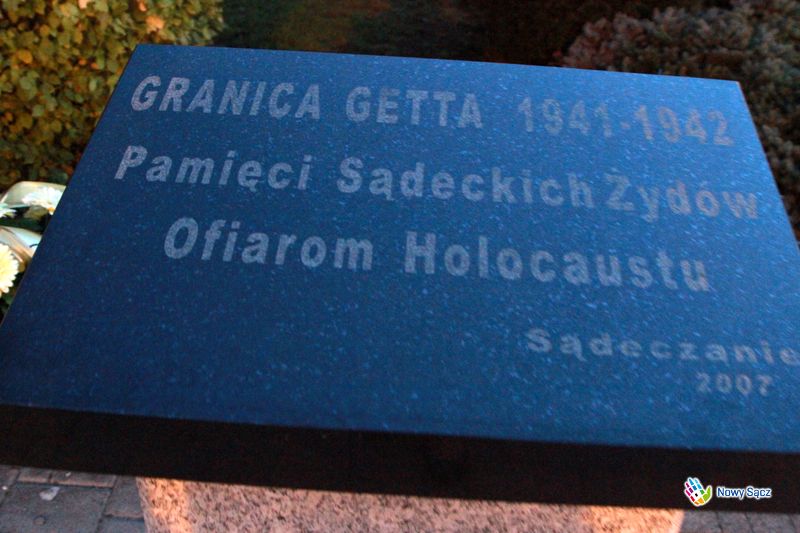 GRANICA GETTA 1941-1942
Pamięci Sądeckich Żydów
Ofiarom Holocaustu
Sądeczanie
2007
Nowy Sącz